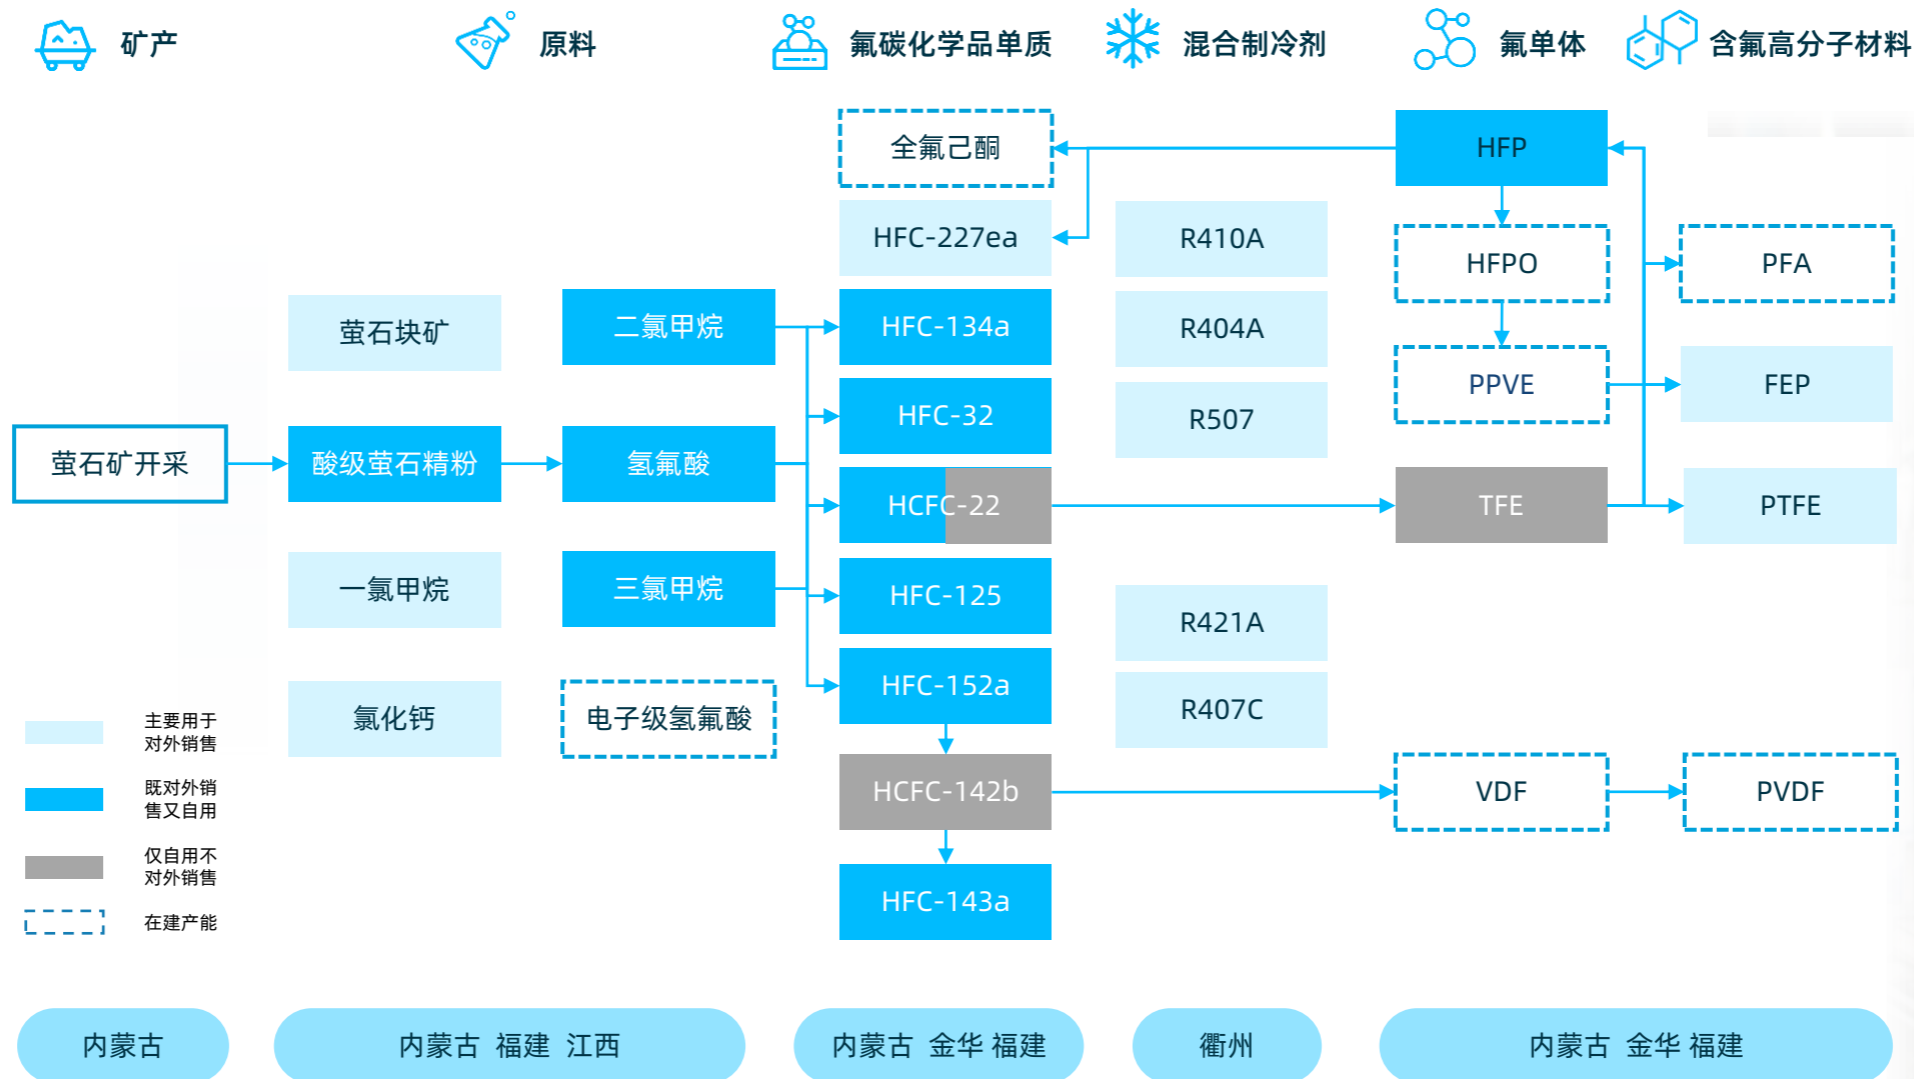 矿产
原料
氟碳化学品单质
混合制冷剂
氟单体
含氟高分子材料
全氟己酮
HFP
HFC-227ea
R410A
HFPO
PFA
萤石块矿
二氯甲烷
HFC-134a
R404A
PPVE
FEP
HFC-32
R507
萤石矿开采
酸级萤石精粉
氢氟酸
HCFC-22
TFE
PTFE
一氯甲烷
三氯甲烷
HFC-125
R421A
氯化钙
电子级氢氟酸
HFC-152a
R407C
HCFC-142b
VDF
PVDF
HFC-143a
主要用于
对外销售
既对外销
售又自用
仅自用不
对外销售
在建产能
内蒙古
内蒙古 福建 江西
内蒙古 金华 福建
衢州
内蒙古 金华 福建